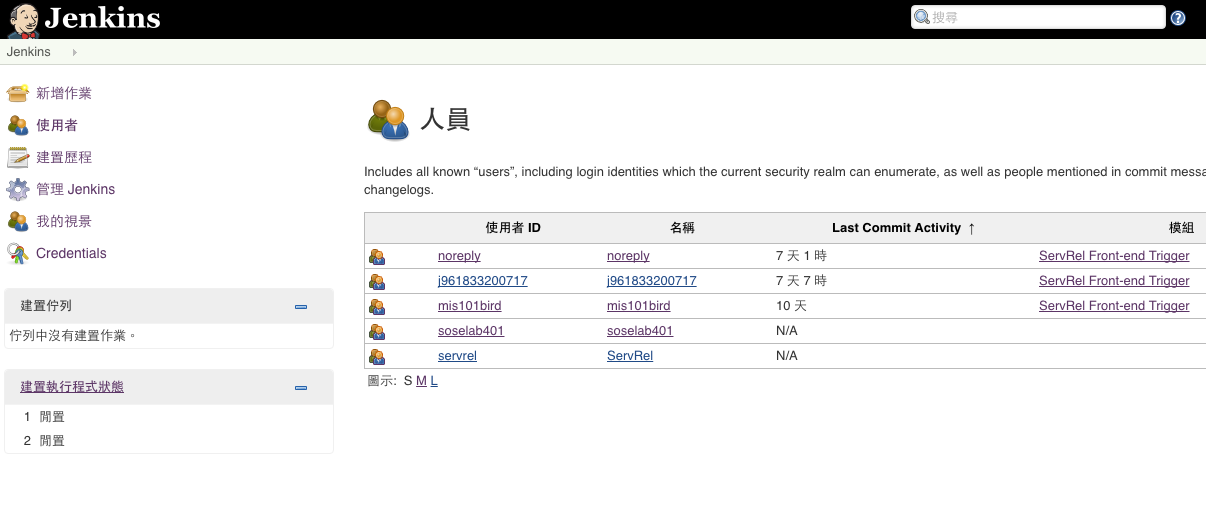 Jenkins
搜尋
Jenkins
新增作業
使用者
建置歷程
管理 Jenkins
我的視景
Credentials
建置佇列
佇列中沒有建置作業。
建置執行程式狀態
1 閒置
2 閒置
人員
Includes all known “users”, including login identities which the current security realm can enumerate, as well as people mentioned in commit messa
changelogs.
使用者 ID 名稱 Last Commit Activity ↑ 模組
noreply noreply 7 天 1 時 ServRel Front-end Trigger
j961833200717 j961833200717 7 天 7 時
mis101bird mis101bird 10 天 ServRel Front-end Trigger
soselab401 soselab401 N/A
servrel ServRel N/A
圖示: S M L